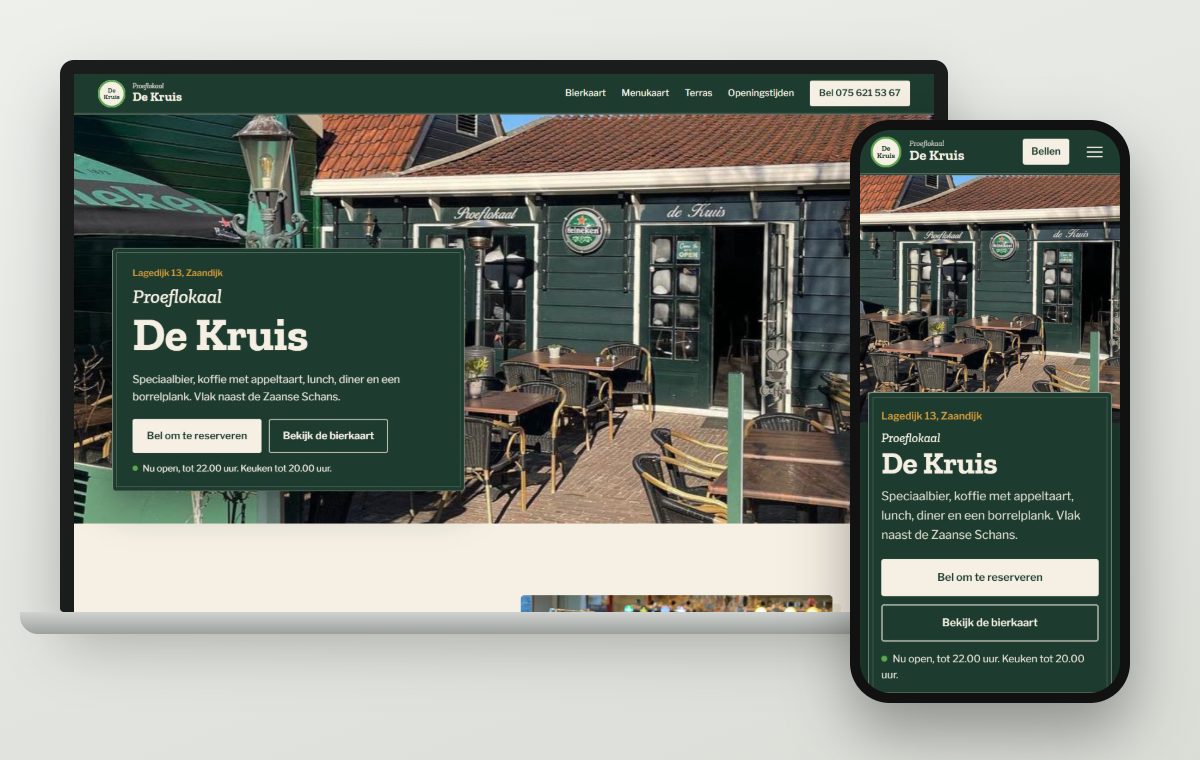 De
Kruis
Proeflokaal
De Kruis
Bierkaart
Menukaart
Terras
Openingstijden
Bel 075 621 53 67
neken
Proeflokaal
Heineken
de Kruis
OPEN
Lagedijk 13, Zaandijk
Proeflokaal
De Kruis
Speciaalbier, koffie met appeltaart, lunch, diner en een
borrelplank. Vlak naast de Zaanse Schans.
Bel om te reserveren
Bekijk de bierkaart
Nu open, tot 22.00 uur. Keuken tot 20.00 uur.
De
Kruis
Proeflokaal
De Kruis
Bellen
Proeflokaal
de Kruis
Lagedijk 13, Zaandijk
Proeflokaal
De Kruis
Speciaalbier, koffie met appeltaart,
lunch, diner en een borrelplank. Vlak
naast de Zaanse Schans.
Bel om te reserveren
Bekijk de bierkaart
Nu open, tot 22.00 uur. Keuken tot 20.00
uur.